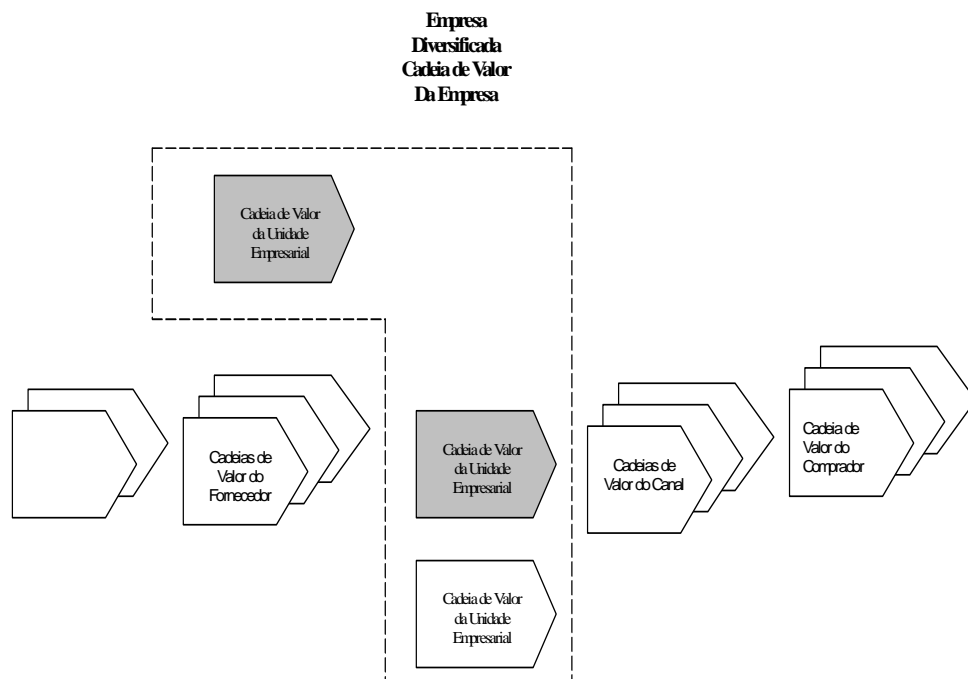 Empresa
Diversificada
Cadeia de Valor
Da Empresa
Cadeia de Valor
da Unidade
Empresarial
Cadeias de
Valor do
Fornecedor
Cadeia de Valor
da Unidade
Empresarial
Cadeias de
Valor do Canal
Cadeia de
Valor do
Comprador
Cadeia de Valor
da Unidade
Empresarial